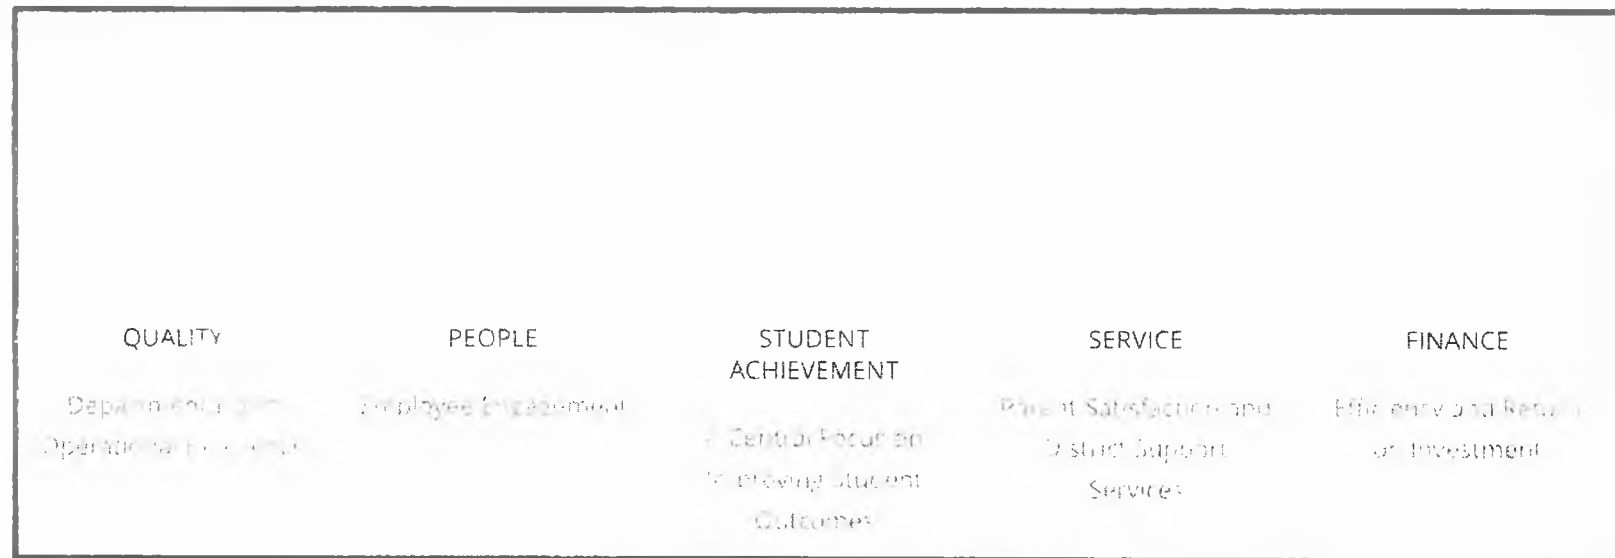 QUALITY
Operational
PEOPLE
Employee Engagement
STUDENT
ACHIEVEMENT
A Central Focus on
Improving Student
Outcomes
SERVICE
Parent Satisfaction and
District Support
Services
FINANCE
Efficiency and Return
on Investment